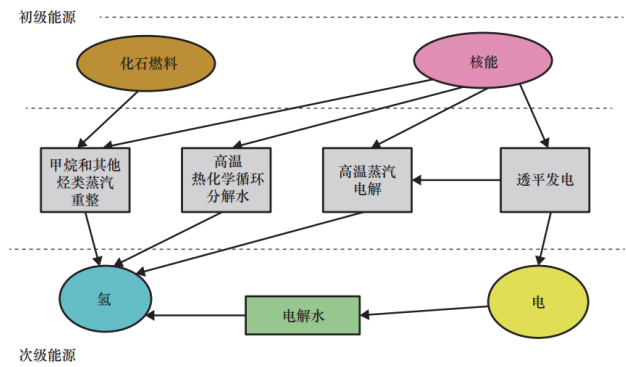 初级能源
化石燃料
核能
甲烷和其他
烃类蒸汽
重整
高温
热化学循环
分解水
高温蒸汽
电解
透平发电
氢
电解水
电
次级能源